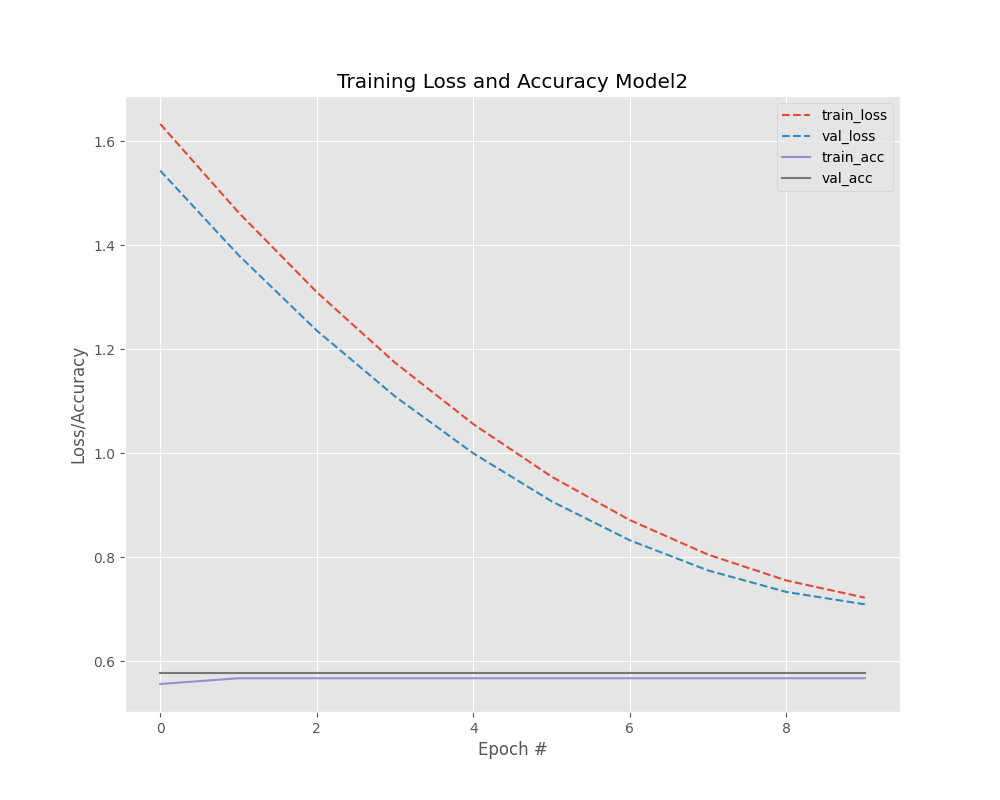 Training Loss and Accuracy Model2
train_loss
val_loss
train_acc
val_acc
1.6
1.4
1.2
1.0
0.8
0.6
Loss/Accuracy
0 2 4 6 8
Epoch #